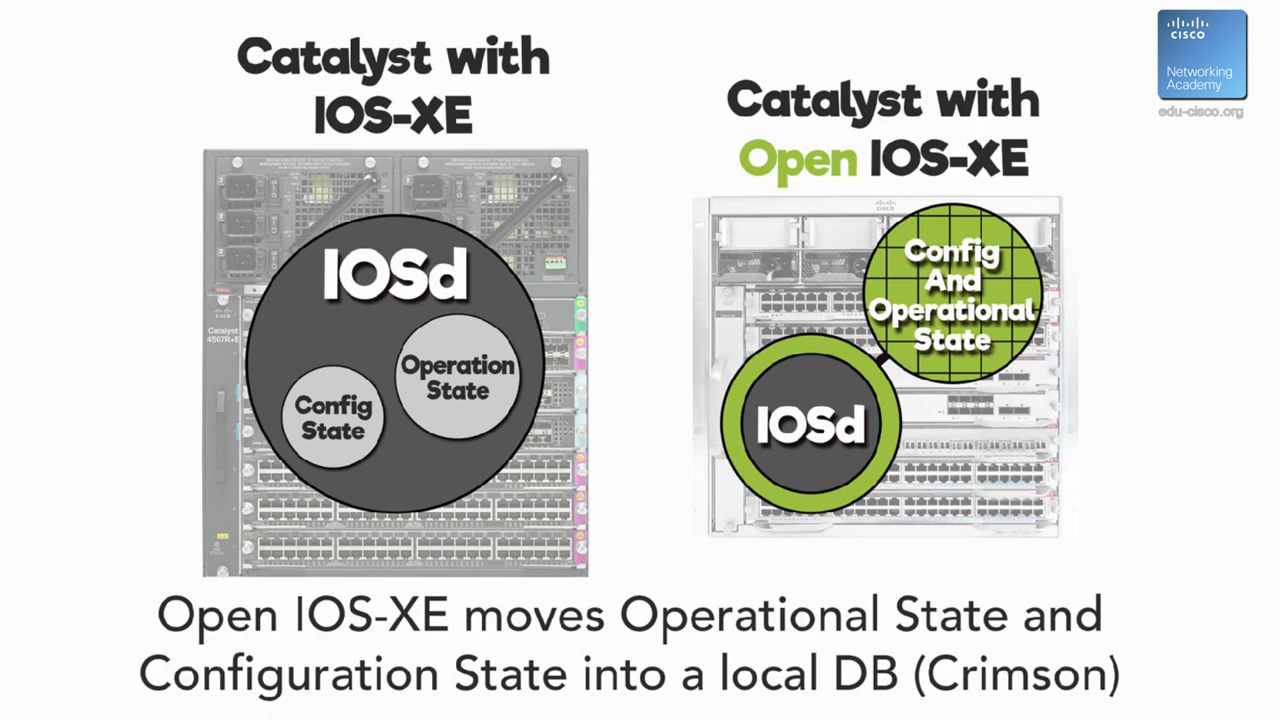 Catalyst with
IOS-XE
IOSd
Operation
State
Config
State
Catalyst
4507R+E
Catalyst with
Open IOS-XE
CISCO
Config
And
Operational
State
IOSd
Open IOS-XE moves Operational State and
Configuration State into a local DB (Crimson)
CISCO
Networking
Academy
edu-cisco.org